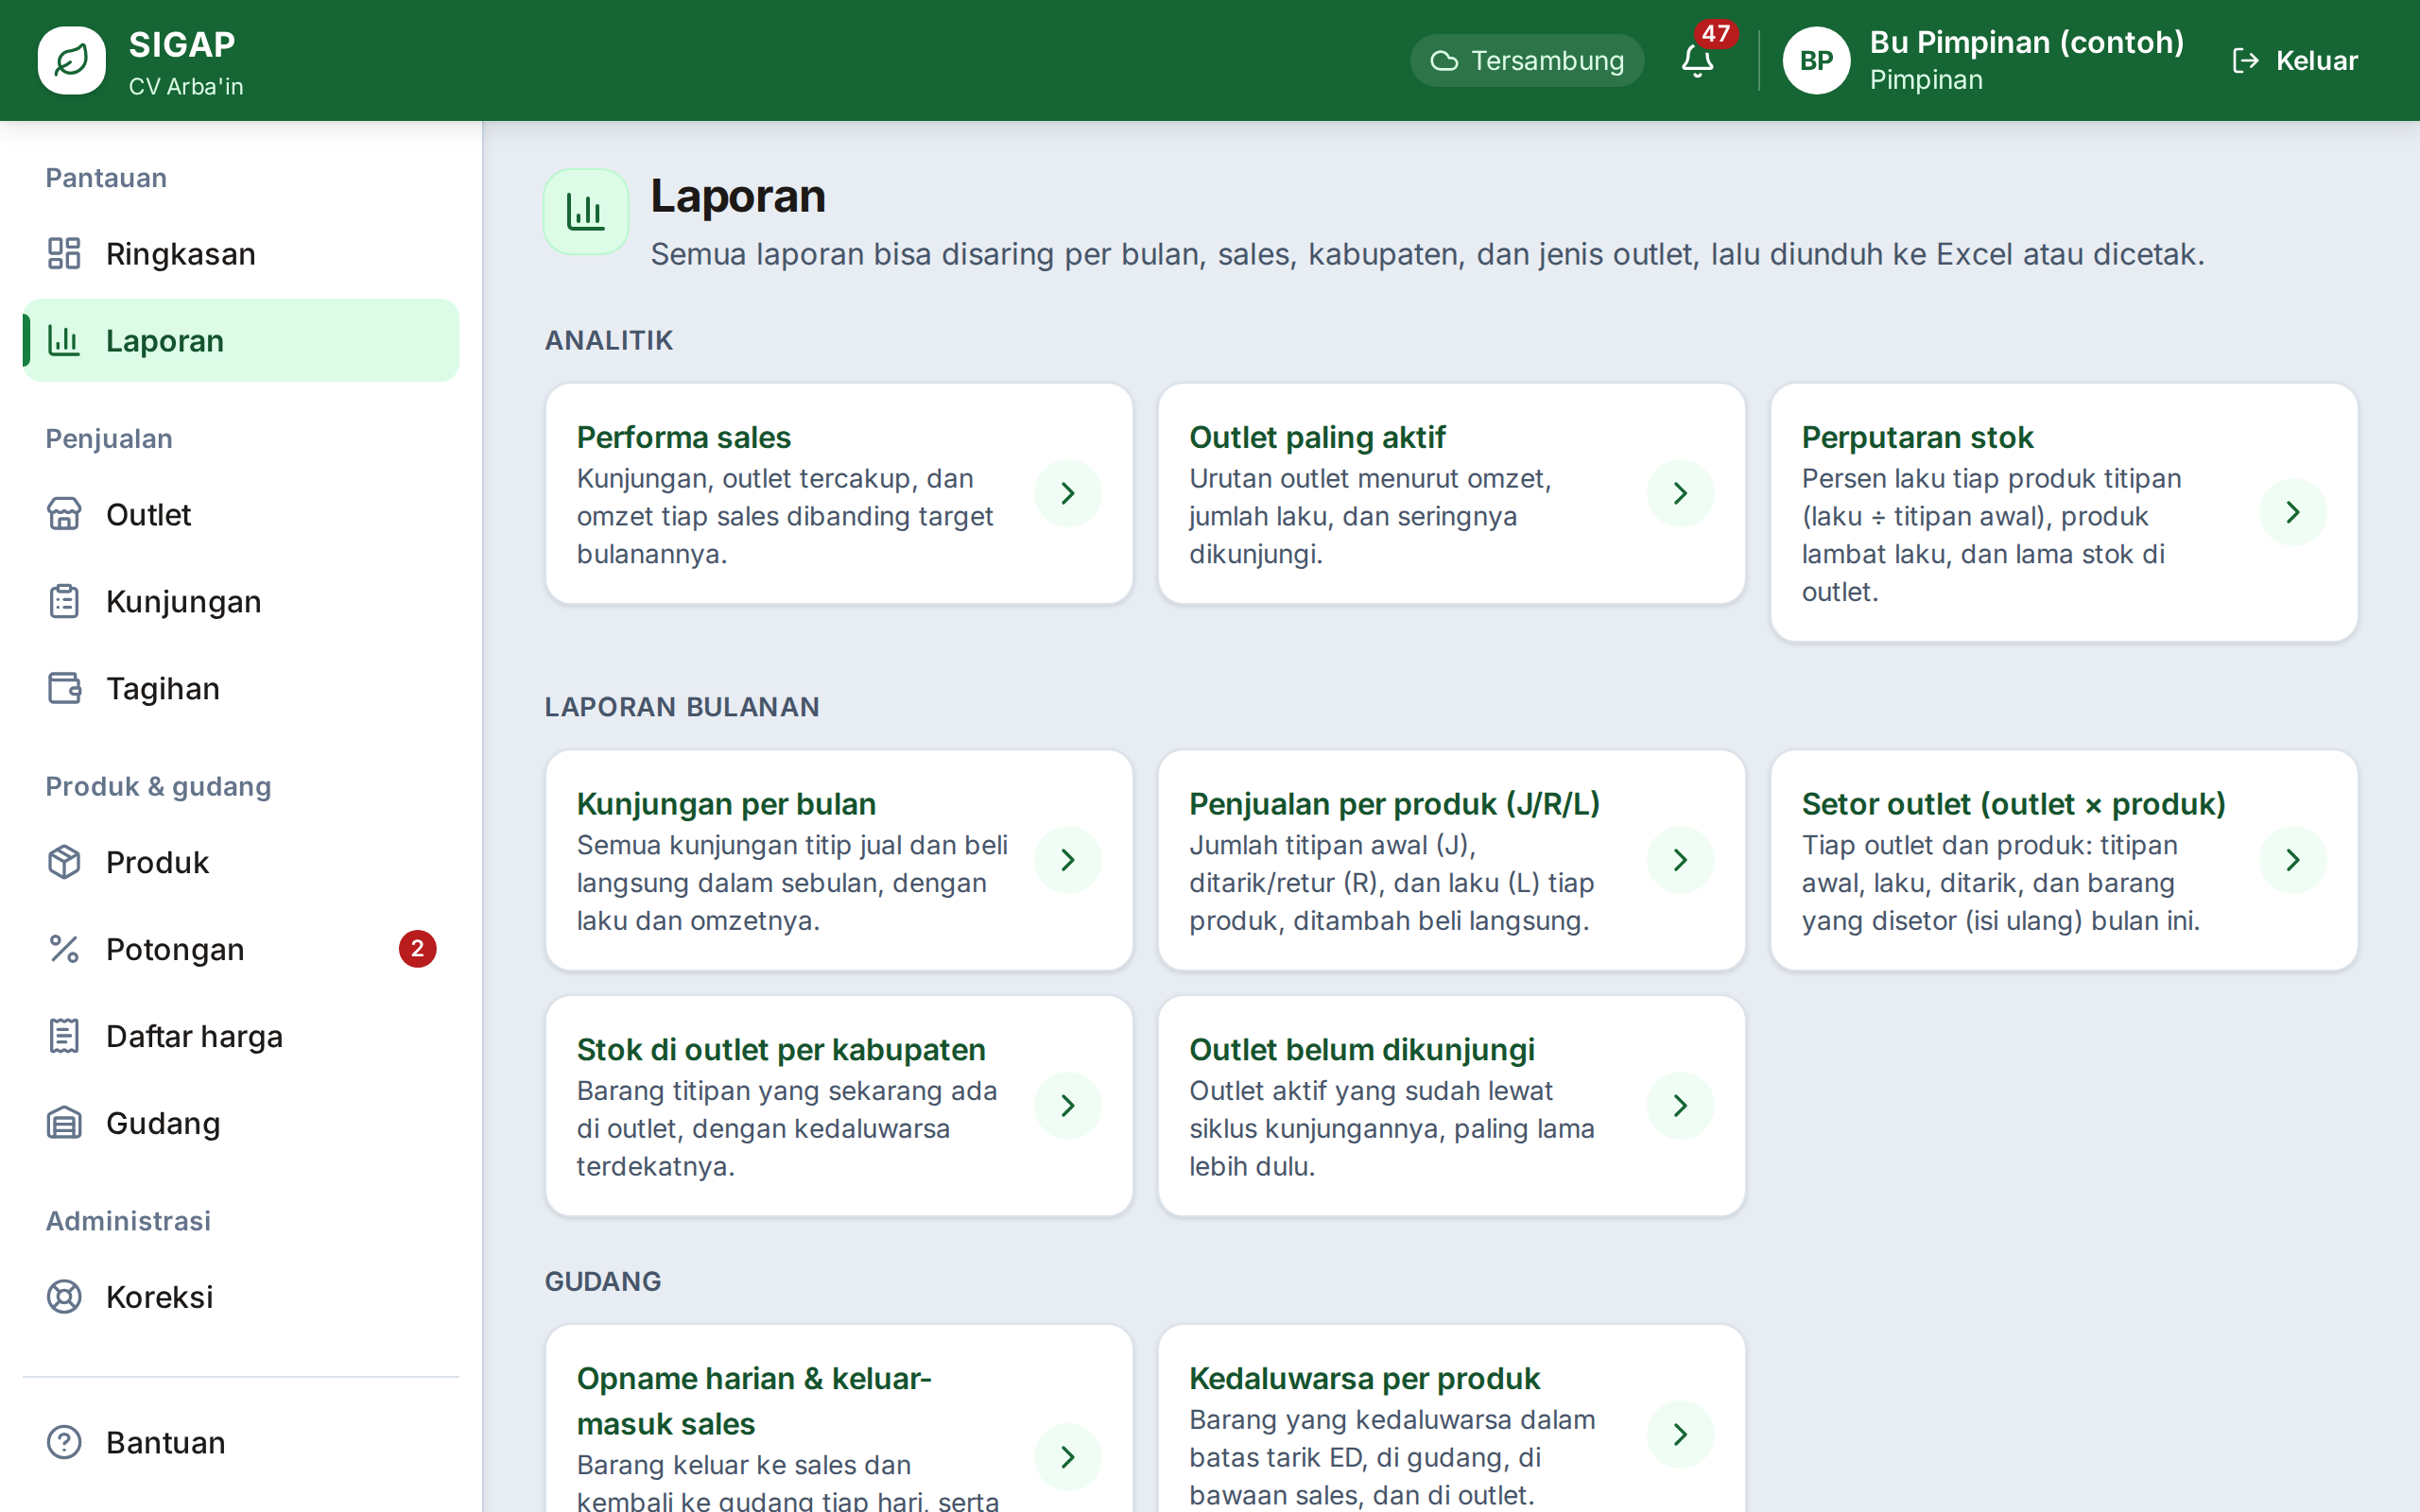 SIGAP
CV Arba'in
Tersambung
47
BP
Bu Pimpinan (contoh)
Pimpinan
Keluar
Pantauan
Ringkasan
Laporan
Penjualan
Outlet
Kunjungan
Tagihan
Produk & gudang
Produk
Potongan
2
Daftar harga
Gudang
Administrasi
Koreksi
Bantuan
Laporan
Semua laporan bisa disaring per bulan, sales, kabupaten, dan jenis outlet, lalu diunduh ke Excel atau dicetak.
ANALITIK
Performa sales
Kunjungan, outlet tercakup, dan
omzet tiap sales dibanding target
bulanannya.
Outlet paling aktif
Urutan outlet menurut omzet,
jumlah laku, dan seringnya
dikunjungi.
Perputaran stok
Persen laku tiap produk titipan
(laku ÷ titipan awal), produk
lambat laku, dan lama stok di
outlet.
LAPORAN BULANAN
Kunjungan per bulan
Semua kunjungan titip jual dan beli
langsung dalam sebulan, dengan
laku dan omzetnya.
Penjualan per produk (J/R/L)
Jumlah titipan awal (J),
ditarik/retur (R), dan laku (L) tiap
produk, ditambah beli langsung.
Setor outlet (outlet × produk)
Tiap outlet dan produk: titipan
awal, laku, ditarik, dan barang
yang disetor (isi ulang) bulan ini.
Stok di outlet per kabupaten
Barang titipan yang sekarang ada
di outlet, dengan kedaluwarsa
terdekatnya.
Outlet belum dikunjungi
Outlet aktif yang sudah lewat
siklus kunjungannya, paling lama
lebih dulu.
GUDANG
Opname harian & keluar-
masuk sales
Barang keluar ke sales dan
kembali ke gudang tiap hari, serta
Kedaluwarsa per produk
Barang yang kedaluwarsa dalam
batas tarik ED, di gudang, di
bawaan sales, dan di outlet.